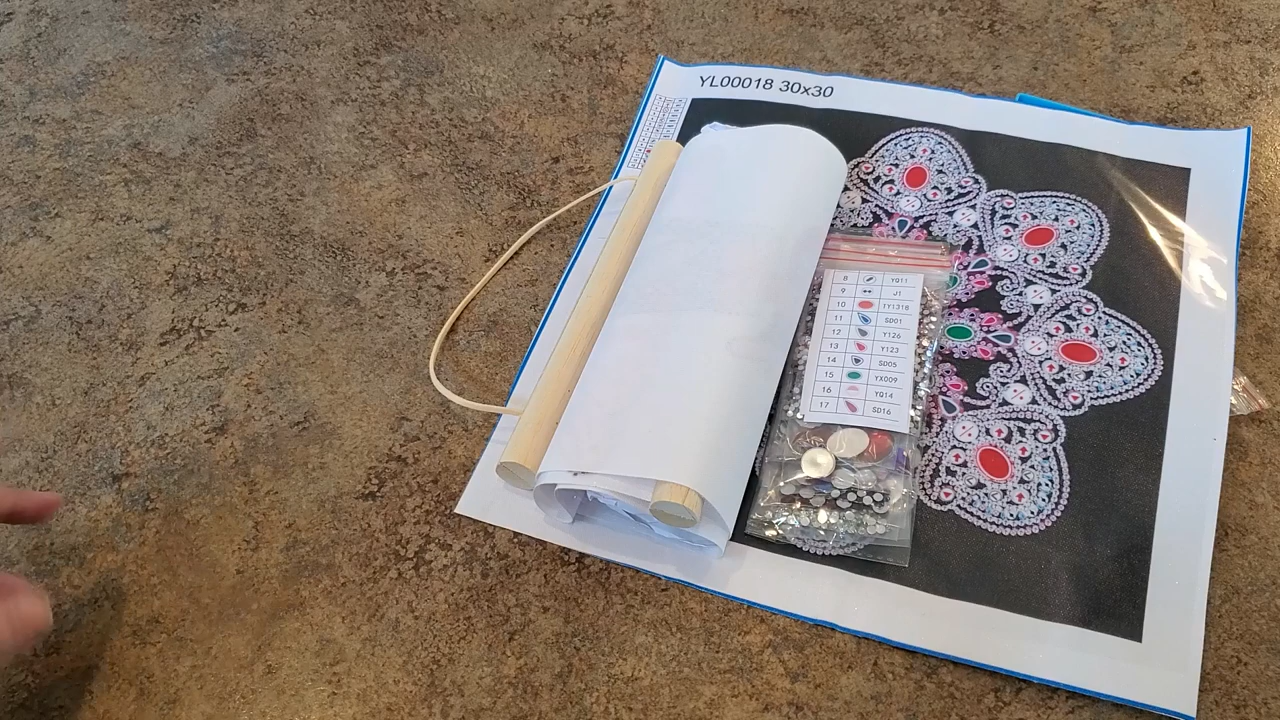 YL00018 30x30
8 YQ11
9 J1
10 TY1318
11 SD01
12 Y126
13 Y123
14 SD05
15 YX009
16 YQ14
17 SD16